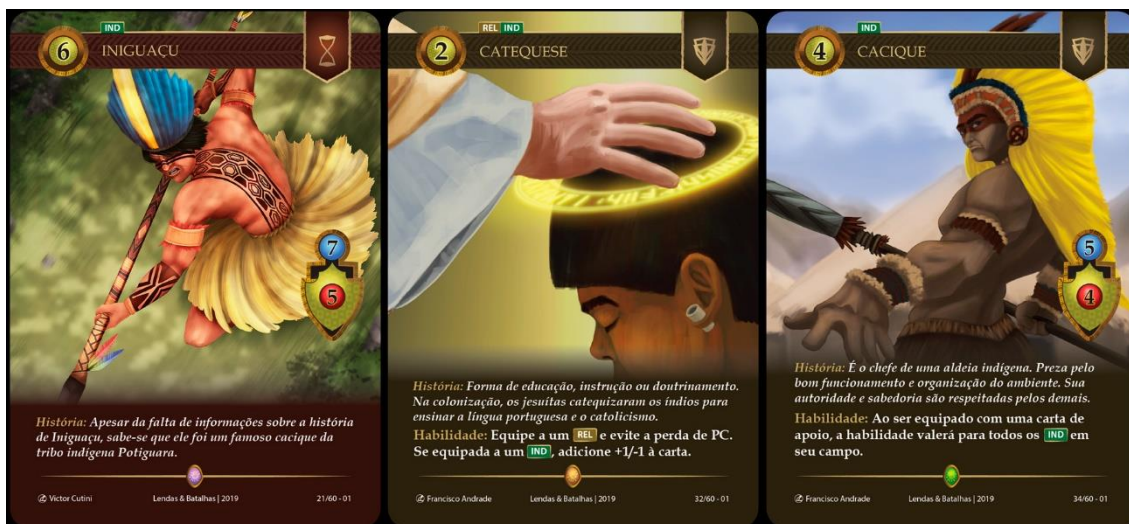 IND
6
INIGUAÇU
7
5
História: Apesar da falta de informações sobre a história
de Iniguaçu, sabe-se que ele foi um famoso cacique da
tribo indígena Potiguara.
Victor Cutini
Lendas & Batalhas | 2019
21/60 - 01
REL IND
2
CATEQUESE
História: Forma de educação, instrução ou doutrinamento.
Na colonização, os jesuítas catequizaram os índios para
ensinar a língua portuguesa e o catolicismo.
Habilidade: Equipe a um REL e evite a perda de PC.
Se equipada a um IND, adicione +1/-1 à carta.
Francisco Andrade
Lendas & Batalhas | 2019
32/60 - 01
IND
4
CACIQUE
5
4
História: É o chefe de uma aldeia indígena. Preza pelo
bom funcionamento e organização do ambiente. Sua
autoridade e sabedoria são respeitadas pelos demais.
Habilidade: Ao ser equipado com uma carta de
apoio, a habilidade valerá para todos os IND em
seu campo.
Francisco Andrade
Lendas & Batalhas | 2019
34/60 - 01